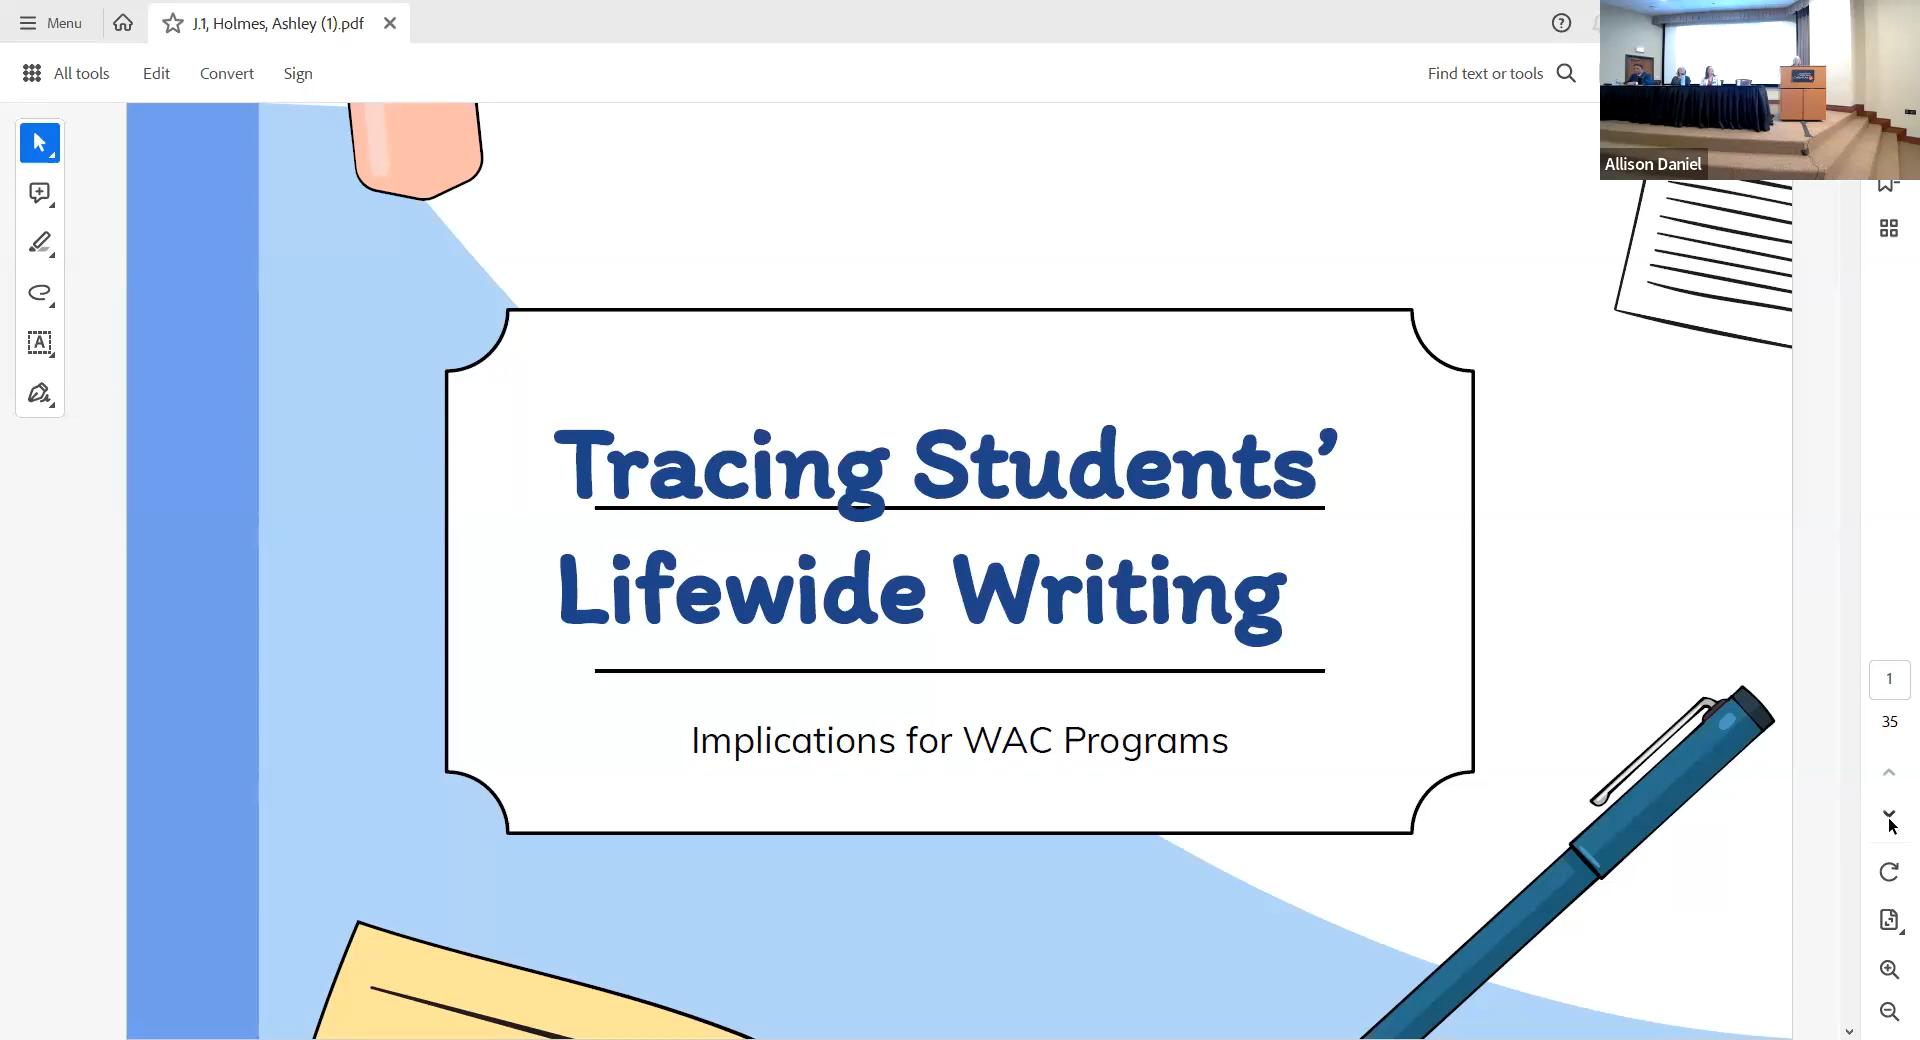 Menu
J.1, Holmes, Ashley (1).pdf
All tools
Edit
Convert
Sign
Find text or tools
Allison Daniel
Tracing Students’
Lifewide Writing
Implications for WAC Programs
1
35